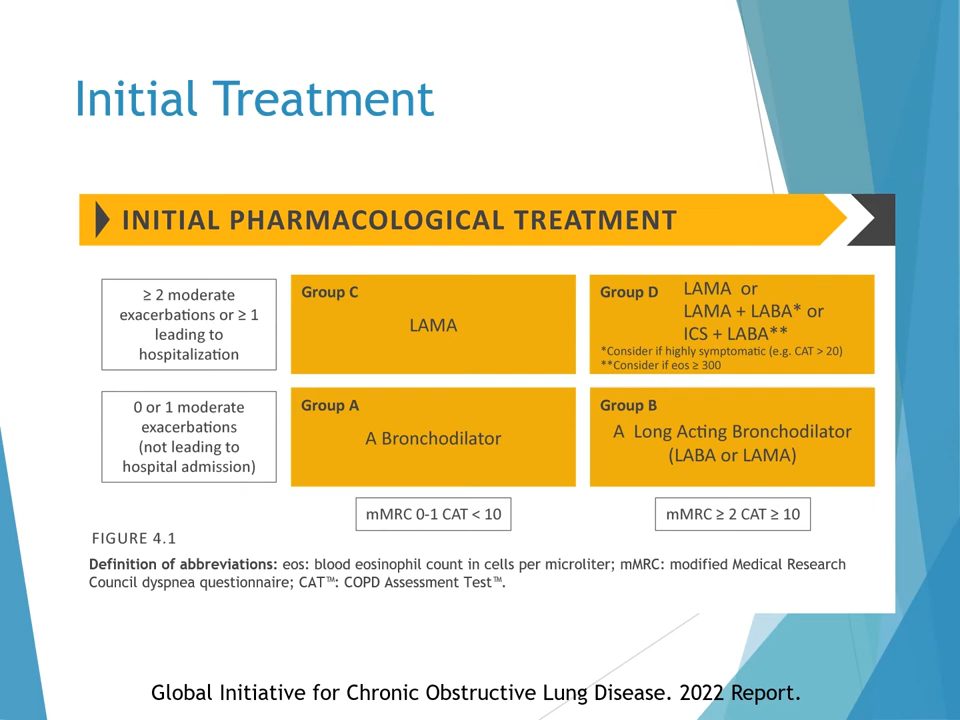 Initial Treatment
INITIAL PHARMACOLOGICAL TREATMENT
≥ 2 moderate
exacerbations or ≥ 1
leading to
hospitalization
Group C
LAMA
Group D
LAMA or
LAMA + LABA* or
ICS + LABA**
*Consider if highly symptomatic (e.g. CAT > 20)
**Consider if eos ≥ 300
0 or 1 moderate
exacerbations
(not leading to
hospital admission)
Group A
A Bronchodilator
Group B
A Long Acting Bronchodilator
(LABA or LAMA)
mMRC 0-1 CAT < 10
mMRC ≥ 2 CAT ≥ 10
FIGURE 4.1
Definition of abbreviations: eos: blood eosinophil count in cells per microliter; mMRC: modified Medical Research
Council dyspnea questionnaire; CAT™: COPD Assessment Test™.
Global Initiative for Chronic Obstructive Lung Disease. 2022 Report.